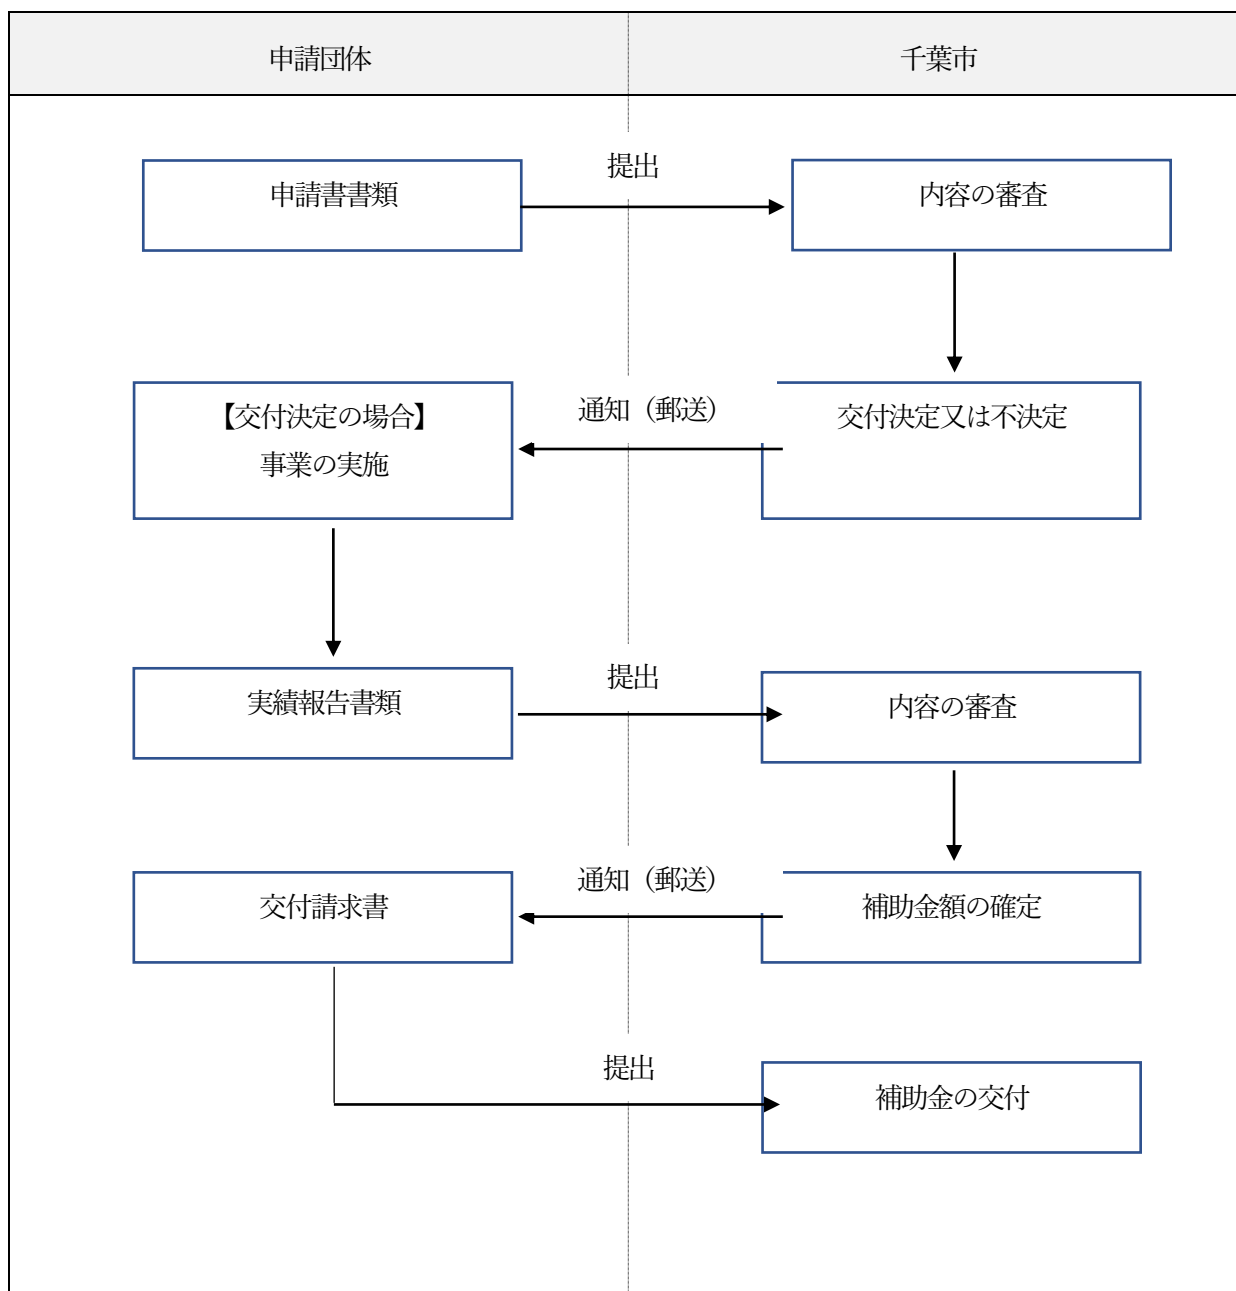 申請団体
千葉市
申請書書類
提出
内容の審査
【交付決定の場合】
事業の実施
通知（郵送）
交付決定又は不決定
実績報告書類
提出
内容の審査
交付請求書
通知（郵送）
補助金額の確定
提出
補助金の交付